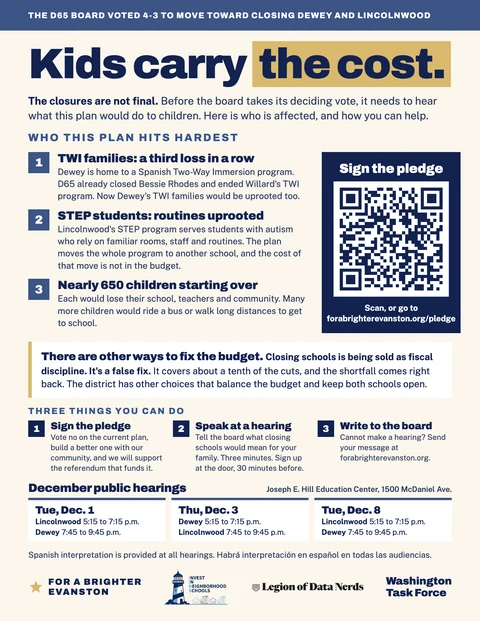 THE D65 BOARD VOTED 4-3 TO MOVE TOWARD CLOSING DEWEY AND LINCOLNWOOD
Kids carry the cost.
The closures are not final. Before the board takes its deciding vote, it needs to hear
what this plan would do to children. Here is who is affected, and how you can help.
WHO THIS PLAN HITS HARDEST
1 TWI families: a third loss in a row
Dewey is home to a Spanish Two-Way Immersion program.
D65 already closed Bessie Rhodes and ended Willard's TWI
program. Now Dewey's TWI families would be uprooted too.
2 STEP students: routines uprooted
Lincolnwood's STEP program serves students with autism
who rely on familiar rooms, staff and routines. The plan
moves the whole program to another school, and the cost of
that move is not in the budget.
3 Nearly 650 children starting over
Each would lose their school, teachers and community. Many
more children would ride a bus or walk long distances to get
to school.
Sign the pledge
Scan, or go to
forabrighterevanston.org/pledge
There are other ways to fix the budget. Closing schools is being sold as fiscal
discipline. It's a false fix. It covers about a tenth of the cuts, and the shortfall comes right
back. The district has other choices that balance the budget and keep both schools open.
THREE THINGS YOU CAN DO
1 Sign the pledge
Vote no on the current plan,
build a better one with our
community, and we will support
the referendum that funds it.
2 Speak at a hearing
Tell the board what closing
schools would mean for your
family. Three minutes. Sign up
at the door, 30 minutes before.
3 Write to the board
Cannot make a hearing? Send
your message at
forabrighterevanston.org.
December public hearings
Joseph E. Hill Education Center, 1500 McDaniel Ave.
Tue, Dec. 1
Lincolnwood 5:15 to 7:15 p.m.
Dewey 7:45 to 9:45 p.m.
Thu, Dec. 3
Dewey 5:15 to 7:15 p.m.
Lincolnwood 7:45 to 9:45 p.m.
Tue, Dec. 8
Lincolnwood 5:15 to 7:15 p.m.
Dewey 7:45 to 9:45 p.m.
Spanish interpretation is provided at all hearings. Habrá interpretación en español en todas las audiencias.
FOR A BRIGHTER
EVANSTON
INVEST
IN
NEIGHBORHOOD
SCHOOLS
Legion of Data Nerds
Washington
Task Force